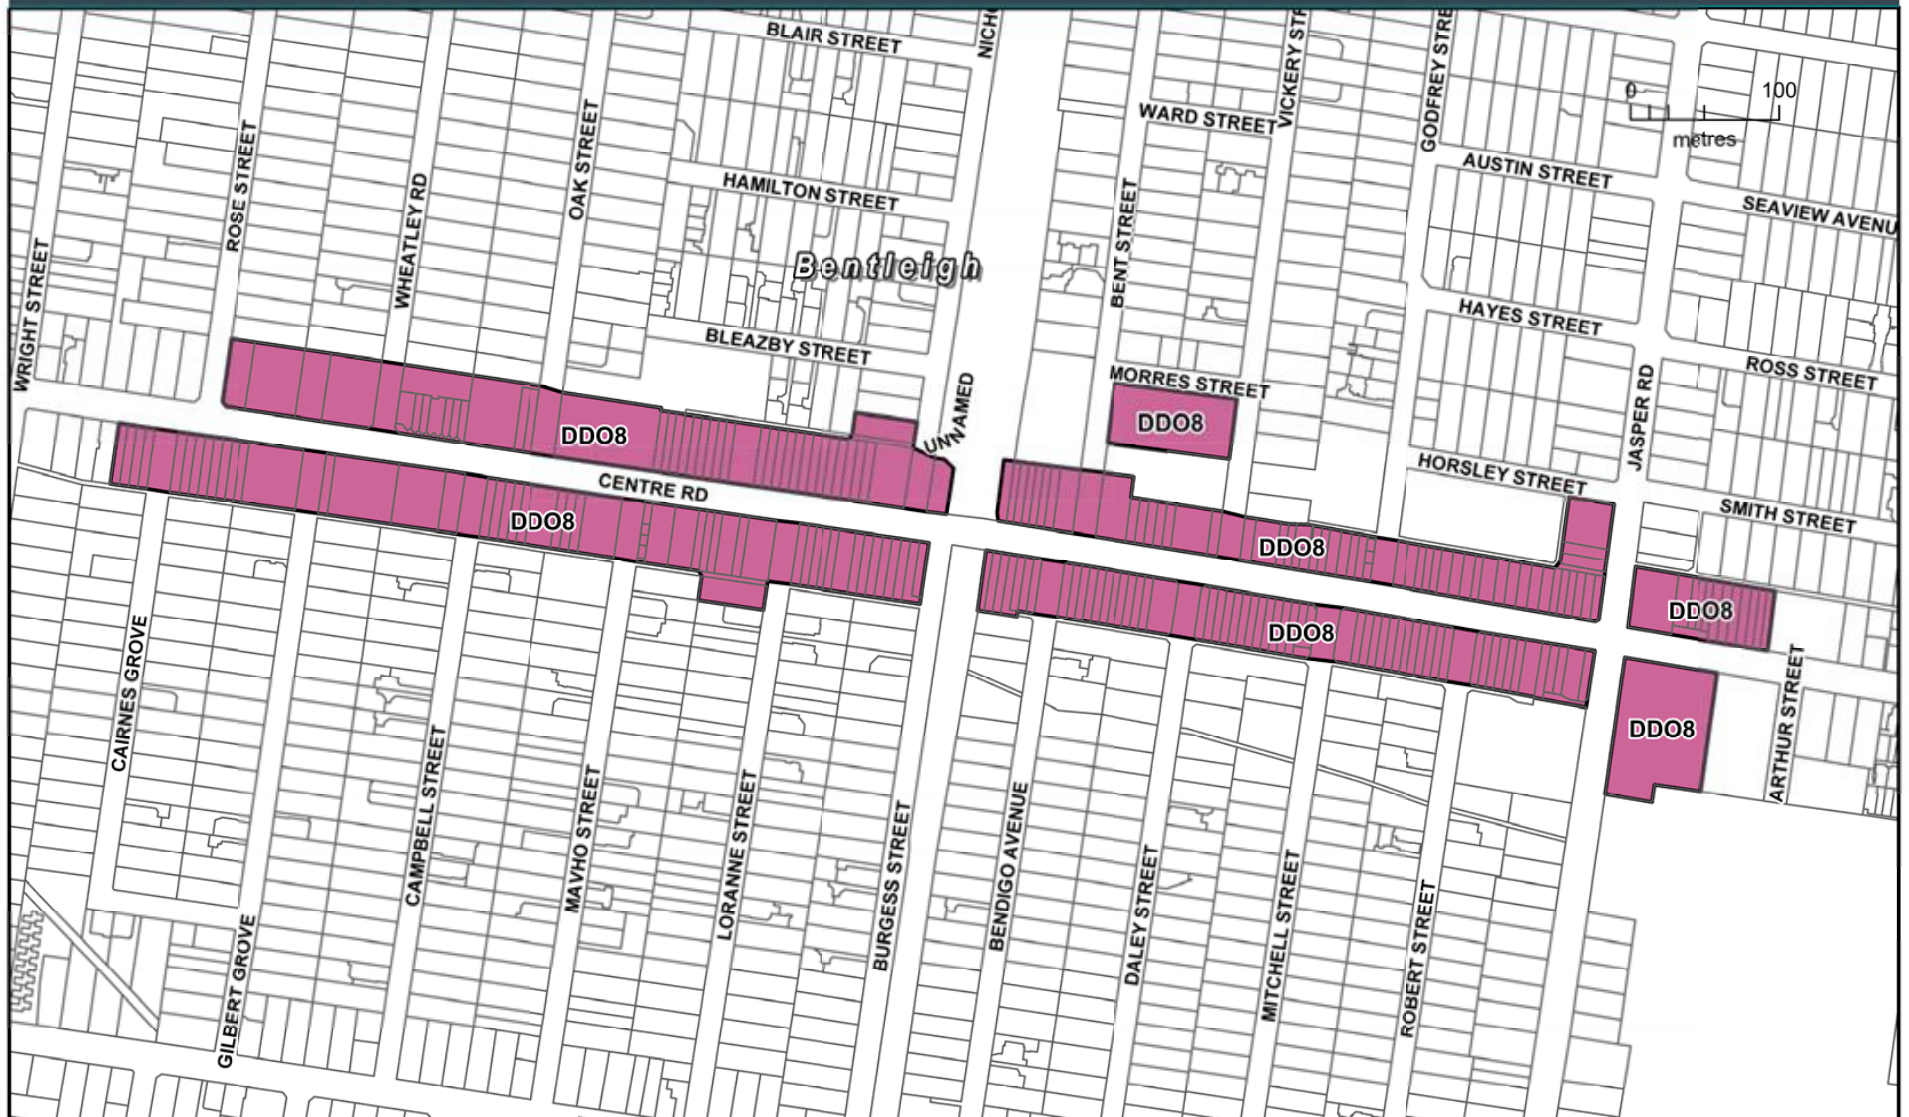 BLAIR STREET
NICH
VICKERY ST
GODFREY STRE
0 100
metres
WARD STREET
ROSE STREET
OAK STREET
WHEATLEY RD
HAMILTON STREET
BENT STREET
AUSTIN STREET
SEAVIEW AVENU
WRIGHT STREET
Bentleigh
BLEAZBY STREET
HAYES STREET
ROSS STREET
UNNAMED
MORRES STREET
JASPER RD
DDO8
DDO8
HORSLEY STREET
CENTRE RD
DDO8
SMITH STREET
DDO8
DDO8
DDO8
DDO8
CAIRNES GROVE
ARTHUR STREET
CAMPBELL STREET
MAVHO STREET
LORANNE STREET
BURGESS STREET
BENDIGO AVENUE
DALEY STREET
MITCHELL STREET
ROBERT STREET
GILBERT GROVE